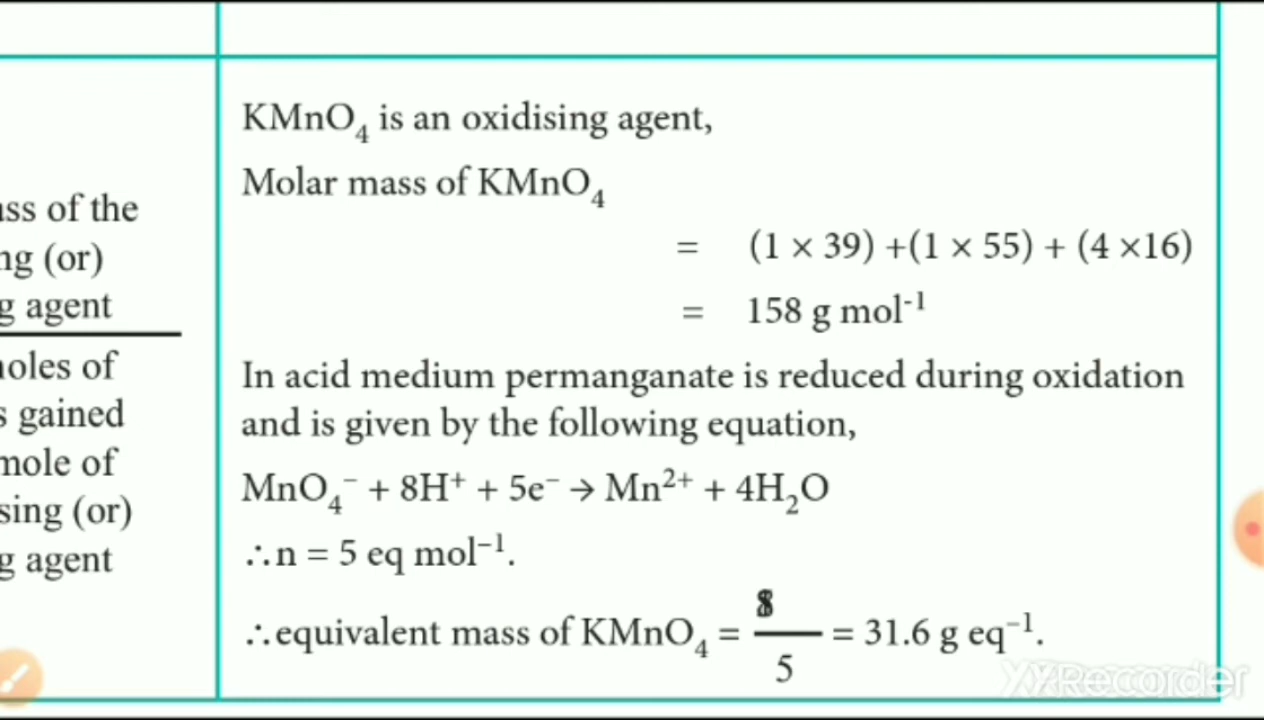 ass of the
ng (or)
g agent
noles of
s gained
mole of
sing (or)
g agent
KMnO₄ is an oxidising agent,
Molar mass of KMnO₄
= (1 × 39) +(1 × 55) + (4 ×16)
= 158 g mol⁻¹
In acid medium permanganate is reduced during oxidation
and is given by the following equation,
MnO₄⁻ + 8H⁺ + 5e⁻ → Mn²⁺ + 4H₂O
∴n = 5 eq mol⁻¹.
∴equivalent mass of KMnO₄ = /5 = 31.6 g eq⁻¹.
XRecorder